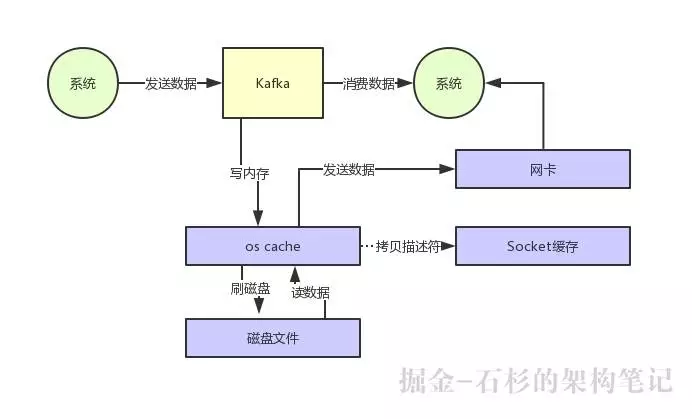 系统
发送数据
Kafka
消费数据
系统
写内存
发送数据
网卡
os cache
拷贝描述符
Socket缓存
刷磁盘
读数据
磁盘文件
掘金-石杉的架构笔记